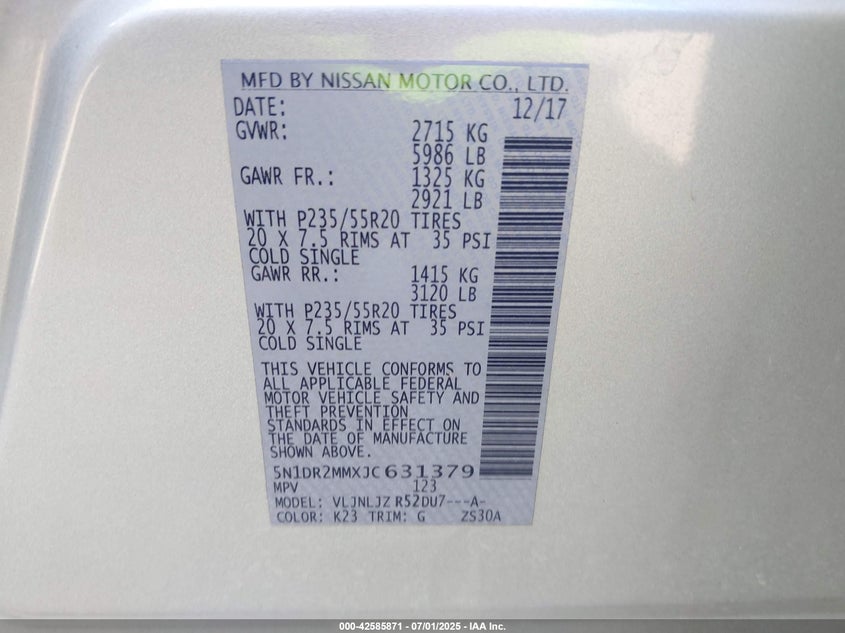 MFD BY NISSAN MOTOR CO., LTD.
DATE: 12/17
GVWR: 2715 KG
5986 LB
GAWR FR.: 1325 KG
2921 LB
WITH P235/55R20 TIRES
20 X 7.5 RIMS AT 35 PSI
COLD SINGLE
GAWR RR.: 1415 KG
3120 LB
WITH P235/55R20 TIRES
20 X 7.5 RIMS AT 35 PSI
COLD SINGLE
THIS VEHICLE CONFORMS TO
ALL APPLICABLE FEDERAL
MOTOR VEHICLE SAFETY AND
THEFT PREVENTION
STANDARDS IN EFFECT ON
THE DATE OF MANUFACTURE
SHOWN ABOVE.
5N1DR2MMXJC631379
MPV 123
MODEL: VLJNLJZ R52DU7---A-
COLOR: K23 TRIM: G ZS30A
000-42585871 - 07/01/2025 - IAA Inc.